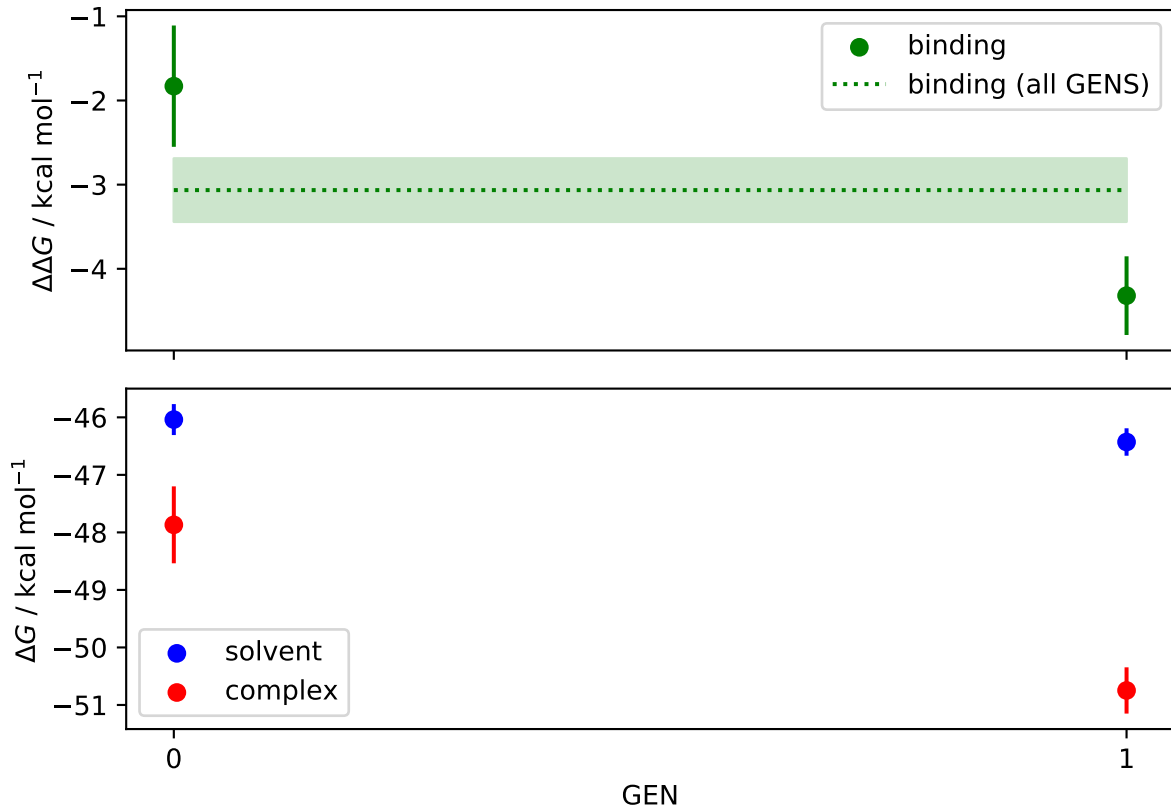 −1
−2
−3
−4
ΔΔG / kcal mol⁻¹
binding
binding (all GENS)
−46
−47
−48
−49
−50
−51
ΔG / kcal mol⁻¹
solvent
complex
0
1
GEN